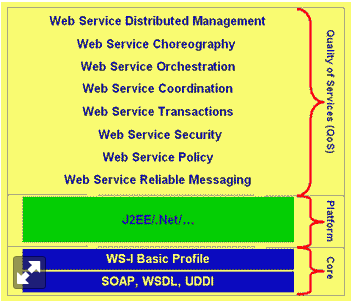 Web Service Distributed Management
Web Service Choreography
Web Service Orchestration
Web Service Coordination
Web Service Transactions
Web Service Security
Web Service Policy
Web Service Reliable Messaging
Quality of Services (QoS)
J2EE/.Net/...
Platform
WS-I Basic Profile
SOAP, WSDL, UDDI
Core